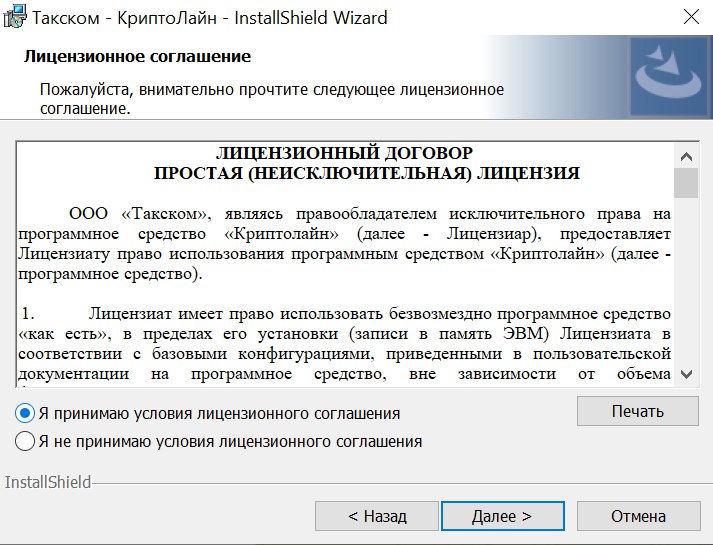 Такском - КриптоЛайн - InstallShield Wizard
Лицензионное соглашение
Пожалуйста, внимательно прочтите следующее лицензионное
соглашение.
ЛИЦЕНЗИОННЫЙ ДОГОВОР
ПРОСТАЯ (НЕИСКЛЮЧИТЕЛЬНАЯ) ЛИЦЕНЗИЯ
ООО «Такском», являясь правообладателем исключительного права на
программное средство «Криптолайн» (далее - Лицензиар), предоставляет
Лицензиату право использования программным средством «Криптолайн» (далее -
программное средство).
1. Лицензиат имеет право использовать безвозмездно программное средство
«как есть», в пределах его установки (записи в память ЭВМ) Лицензиата в
соответствии с базовыми конфигурациями, приведенными в пользовательской
документации на программное средство, вне зависимости от объема
Я принимаю условия лицензионного соглашения
Печать
Я не принимаю условия лицензионного соглашения
InstallShield
< Назад
Далее >
Отмена